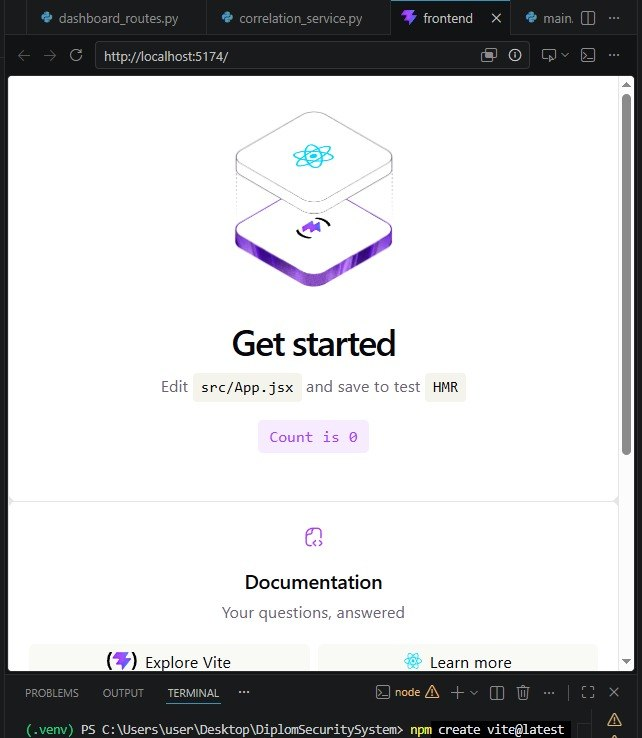 dashboard_routes.py correlation_service.py frontend main.
http://localhost:5174/
Get started
Edit src/App.jsx and save to test HMR
Count is 0
Documentation
Your questions, answered
Explore Vite Learn more
PROBLEMS OUTPUT TERMINAL node
(.venv) PS C:\Users\user\Desktop\DiplomSecuritySystem> npm create vite@latest